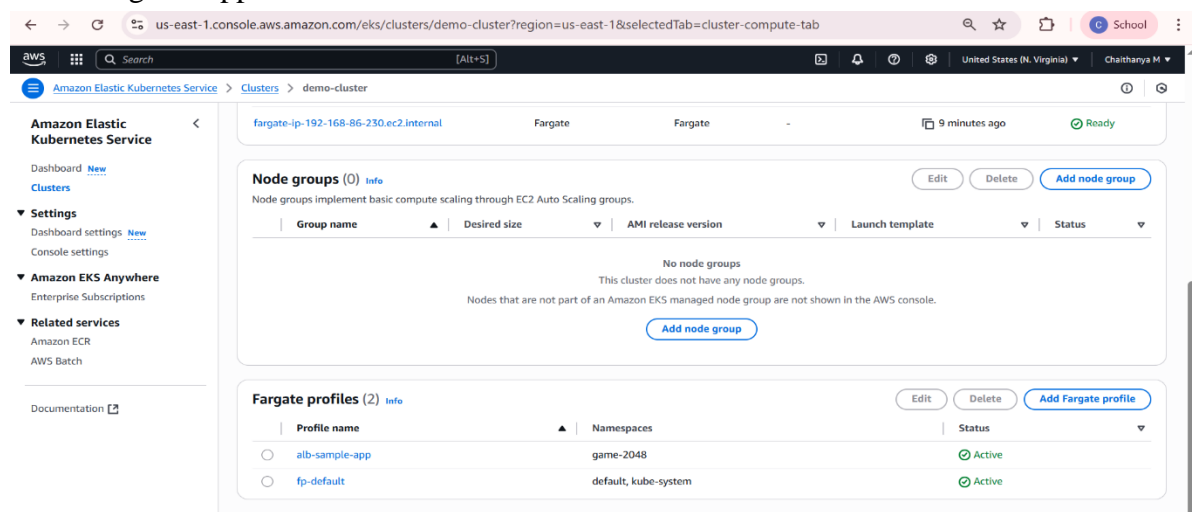 us-east-1.console.aws.amazon.com/eks/clusters/demo-cluster?region=us-east-1&selectedTab=cluster-compute-tab
School
aws
Search
[Alt+S]
United States (N. Virginia)
Chaithanya M
Amazon Elastic Kubernetes Service > Clusters > demo-cluster
Amazon Elastic
Kubernetes Service
Dashboard New
Clusters
Settings
Dashboard settings New
Console settings
Amazon EKS Anywhere
Enterprise Subscriptions
Related services
Amazon ECR
AWS Batch
Documentation
fargate-ip-192-168-86-230.ec2.internal Fargate Fargate - 9 minutes ago Ready
Node groups (0) Info
Edit Delete Add node group
Node groups implement basic compute scaling through EC2 Auto Scaling groups.
Group name Desired size AMI release version Launch template Status
No node groups
This cluster does not have any node groups.
Nodes that are not part of an Amazon EKS managed node group are not shown in the AWS console.
Add node group
Fargate profiles (2) Info
Edit Delete Add Fargate profile
Profile name Namespaces Status
alb-sample-app game-2048 Active
fp-default default, kube-system Active